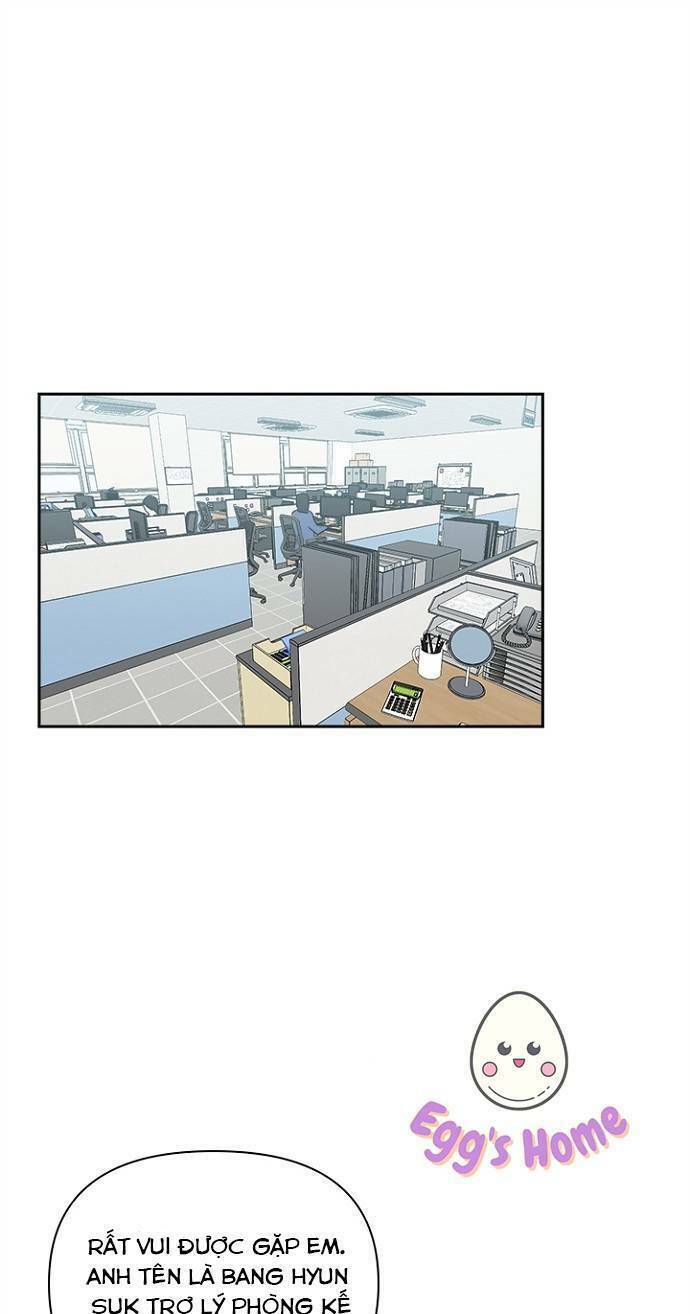 Egg's Home
RẤT VUI ĐƯỢC GẶP EM.
ANH TÊN LÀ BANG HYUN
SUK TRỢ LÝ PHÒNG KẾ